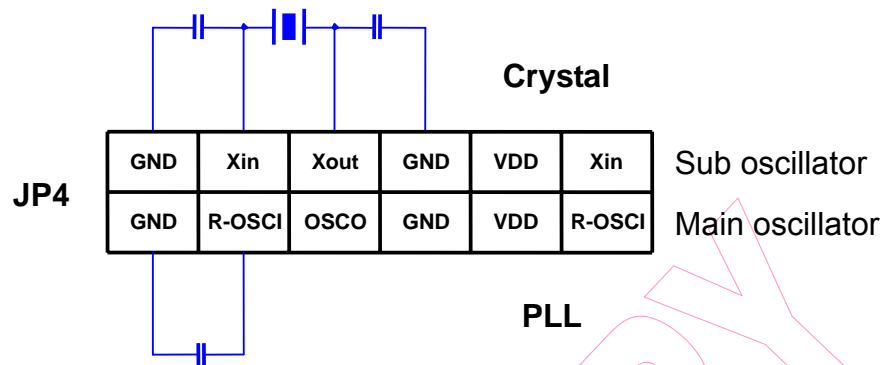 Crystal
GND Xin Xout GND VDD Xin Sub oscillator
JP4
GND R-OSCI OSCO GND VDD R-OSCI Main oscillator
PLL